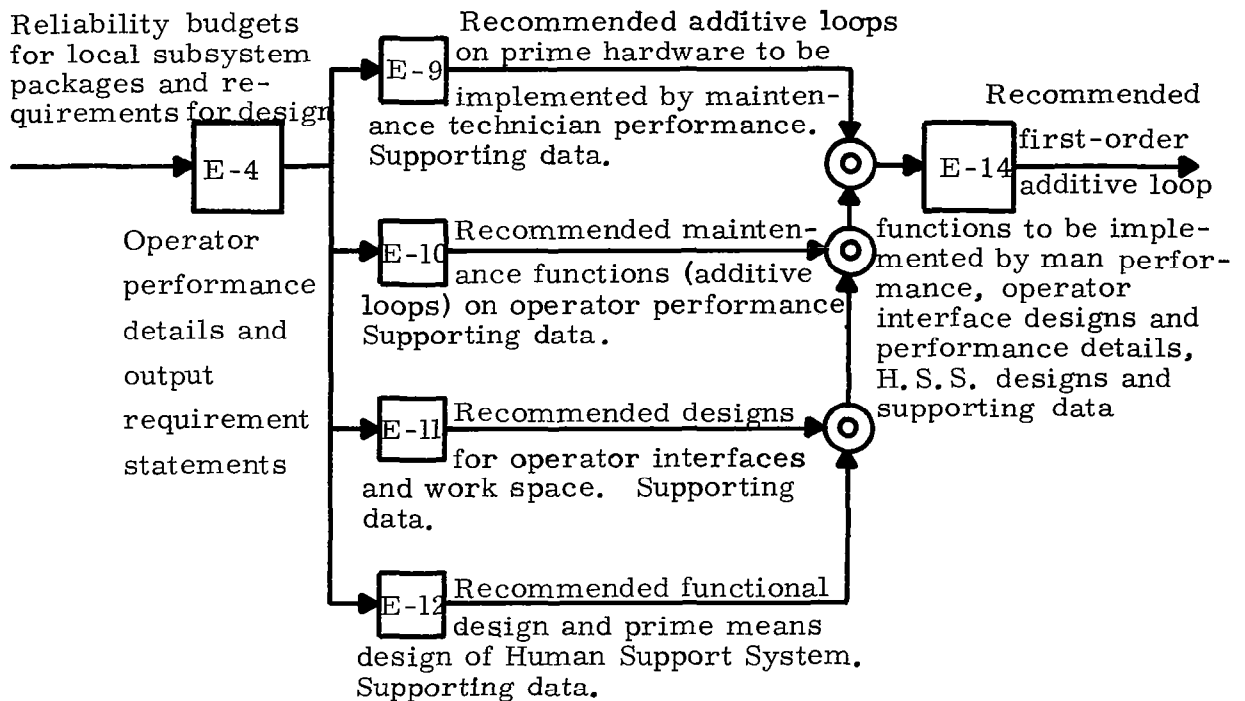 Reliability budgets
for local subsystem
packages and re-
quirements for design
E-4
Operator
performance
details and
output
requirement
statements
E-9
Recommended additive loops
on prime hardware to be
implemented by mainten-
ance technician performance.
Supporting data.
E-10
Recommended mainten-
ance functions (additive
loops) on operator performance
Supporting data.
E-11
Recommended designs
for operator interfaces
and work space. Supporting
data.
E-12
Recommended functional
design and prime means
design of Human Support System.
Supporting data.
E-14
Recommended
first-order
additive loop
functions to be imple-
mented by man perfor-
mance, operator
interface designs and
performance details,
H.S.S. designs and
supporting data